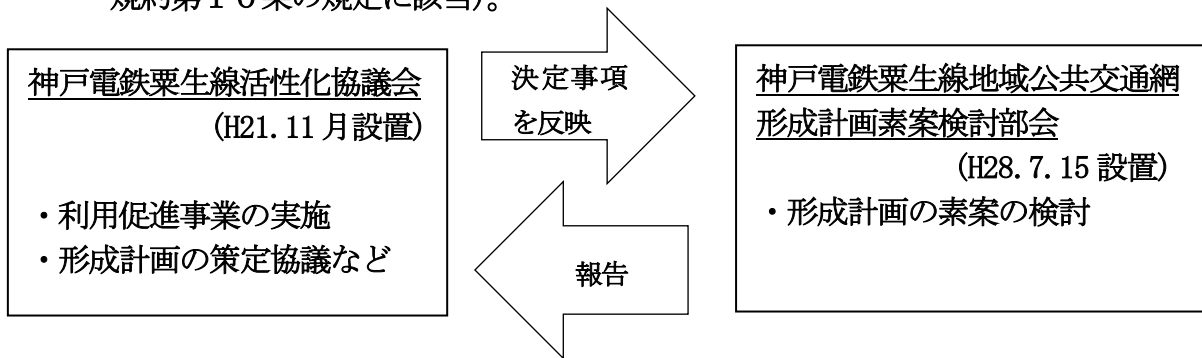 規約第１０条の規定に該当)。
神戸電鉄粟生線活性化協議会
(H21.11月設置)
・利用促進事業の実施
・形成計画の策定協議など
決定事項
を反映
報告
神戸電鉄粟生線地域公共交通網
形成計画素案検討部会
(H28.7.15設置)
・形成計画の素案の検討